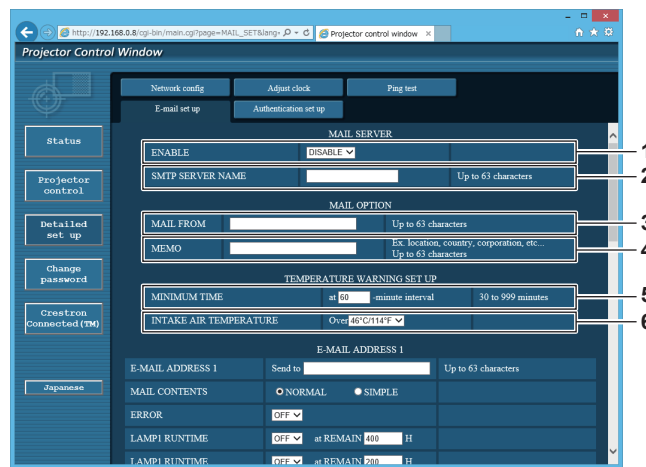 http://192.168.0.8/cgi-bin/main.cgi?page=MAIL_SET&lang=
Projector control window
Projector Control Window
Network config Adjust clock Ping test
E-mail set up Authentication set up
Status
Projector control
Detailed set up
Change password
Crestron Connected(TM)
Japanese
MAIL SERVER
ENABLE DISABLE 1
SMTP SERVER NAME Up to 63 characters 2
MAIL OPTION
MAIL FROM Up to 63 characters 3
MEMO Ex. location, country, corporation, etc... 4
Up to 63 characters
TEMPERATURE WARNING SET UP
MINIMUM TIME at 60 -minute interval 30 to 999 minutes 5
INTAKE AIR TEMPERATURE Over 46°C/114°F 6
E-MAIL ADDRESS 1
E-MAIL ADDRESS 1 Send to Up to 63 characters
MAIL CONTENTS NORMAL SIMPLE
ERROR OFF
LAMP1 RUNTIME OFF at REMAIN 400 H
LAMP1 RUNTIME OFF at REMAIN 200 H